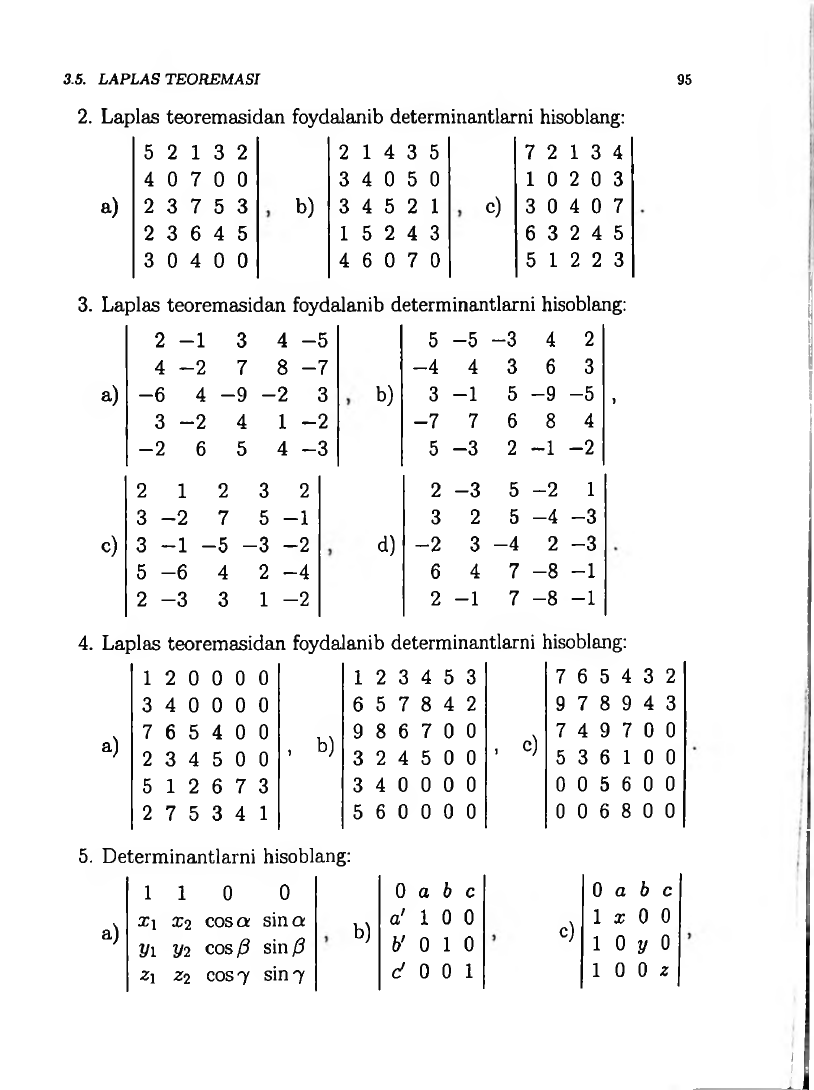 3.5. LAPLAS TEOREMASI 95
2. Laplas teoremasidan foydalanib determinantlarni hisoblang:
5 2 1 3 2 2 1 4 3 5 7 2 1 3 4
4 0 7 0 0 3 4 0 5 0 1 0 2 0 3
a) 2 3 7 5 3 , b) 3 4 5 2 1 , c) 3 0 4 0 7 .
2 3 6 4 5 1 5 2 4 3 6 3 2 4 5
3 0 4 0 0 4 6 0 7 0 5 1 2 2 3
3. Laplas teoremasidan foydalanib determinantlarni hisoblang:
2 −1 3 4 −5 5 −5 −3 4 2
4 −2 7 8 −7 −4 4 3 6 3
a) −6 4 −9 −2 3 , b) 3 −1 5 −9 −5 ,
3 −2 4 1 −2 −7 7 6 8 4
−2 6 5 4 −3 5 −3 2 −1 −2
2 1 2 3 2 2 −3 5 −2 1
3 −2 7 5 −1 3 2 5 −4 −3
c) 3 −1 −5 −3 −2 , d) −2 3 −4 2 −3 .
5 −6 4 2 −4 6 4 7 −8 −1
2 −3 3 1 −2 2 −1 7 −8 −1
4. Laplas teoremasidan foydalanib determinantlarni hisoblang:
1 2 0 0 0 0 1 2 3 4 5 3 7 6 5 4 3 2
3 4 0 0 0 0 6 5 7 8 4 2 9 7 8 9 4 3
7 6 5 4 0 0 9 8 6 7 0 0 7 4 9 7 0 0
a) , b) , c) .
2 3 4 5 0 0 3 2 4 5 0 0 5 3 6 1 0 0
5 1 2 6 7 3 3 4 0 0 0 0 0 0 5 6 0 0
2 7 5 3 4 1 5 6 0 0 0 0 0 0 6 8 0 0
5. Determinantlarni hisoblang:
1 1 0 0 0 a b c 0 a b c
x₁ x₂ cos α sin α a′ 1 0 0 1 x 0 0
a) , b) , c) ,
y₁ y₂ cos β sin β b′ 0 1 0 1 0 y 0
z₁ z₂ cos γ sin γ c′ 0 0 1 1 0 0 z